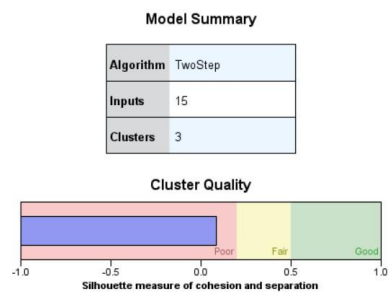 Model Summary
Algorithm TwoStep
Inputs 15
Clusters 3
Cluster Quality
Poor Fair Good
-1.0 -0.5 0.0 0.5 1.0
Silhouette measure of cohesion and separation